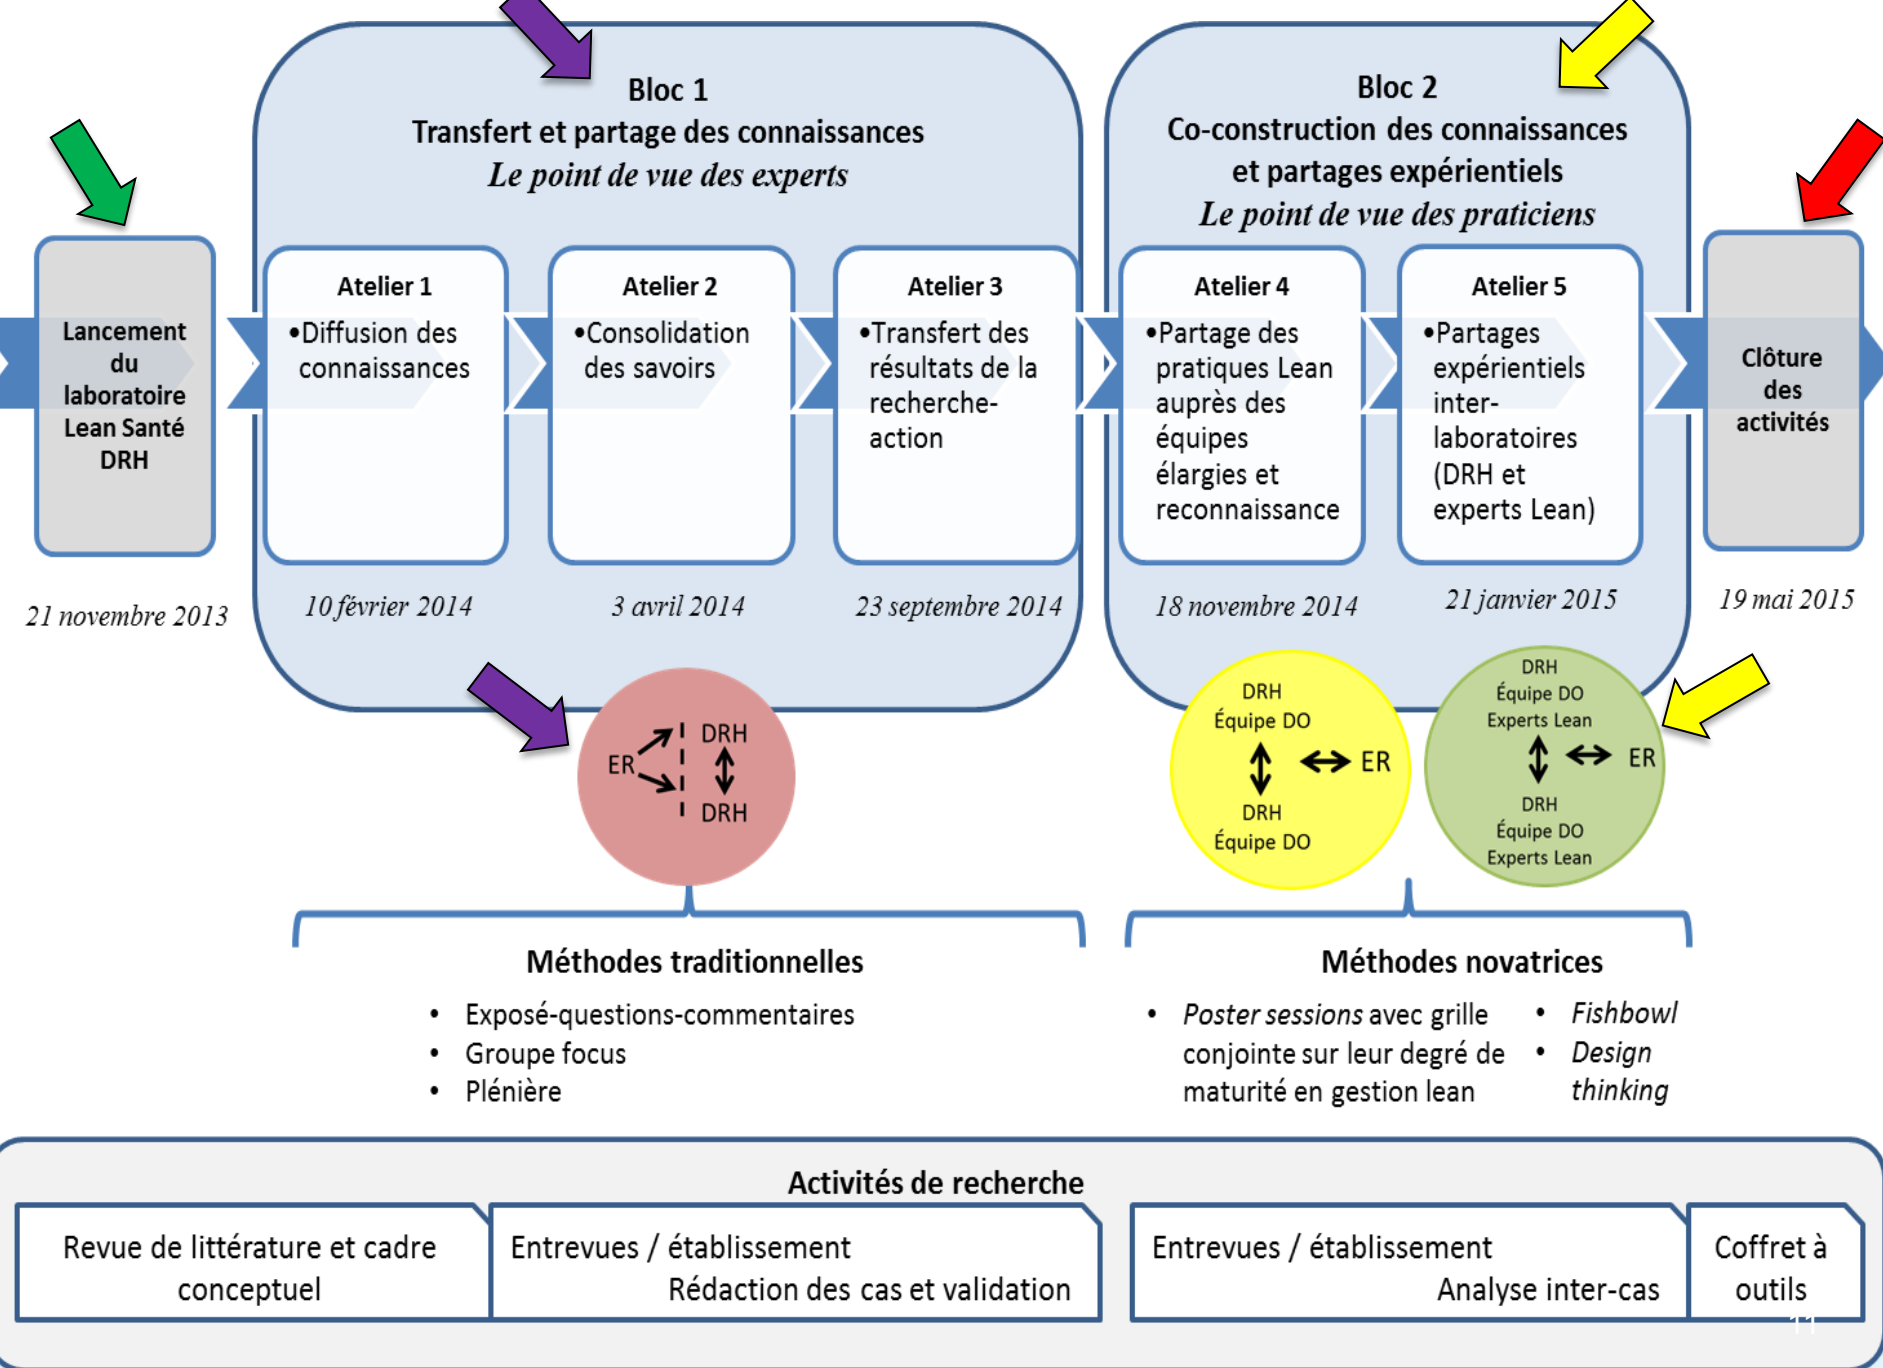 Bloc 1
Transfert et partage des connaissances
Le point de vue des experts
Bloc 2
Co-construction des connaissances
et partages expérientiels
Le point de vue des praticiens
Lancement
du
laboratoire
Lean Santé
DRH
21 novembre 2013
Atelier 1
•Diffusion des
connaissances
10 février 2014
Atelier 2
•Consolidation
des savoirs
3 avril 2014
Atelier 3
•Transfert des
résultats de la
recherche-
action
23 septembre 2014
Atelier 4
•Partage des
pratiques Lean
auprès des
équipes
élargies et
reconnaissance
18 novembre 2014
Atelier 5
•Partages
expérientiels
inter-
laboratoires
(DRH et
experts Lean)
21 janvier 2015
Clôture
des
activités
19 mai 2015
ER
DRH
DRH
DRH
Équipe DO
ER
DRH
Équipe DO
DRH
Équipe DO
Experts Lean
ER
DRH
Équipe DO
Experts Lean
Méthodes traditionnelles
• Exposé-questions-commentaires
• Groupe focus
• Plénière
Méthodes novatrices
• Poster sessions avec grille
conjointe sur leur degré de
maturité en gestion lean
• Fishbowl
• Design
thinking
Activités de recherche
Revue de littérature et cadre
conceptuel
Entrevues / établissement
Rédaction des cas et validation
Entrevues / établissement
Analyse inter-cas
Coffret à
outils
11